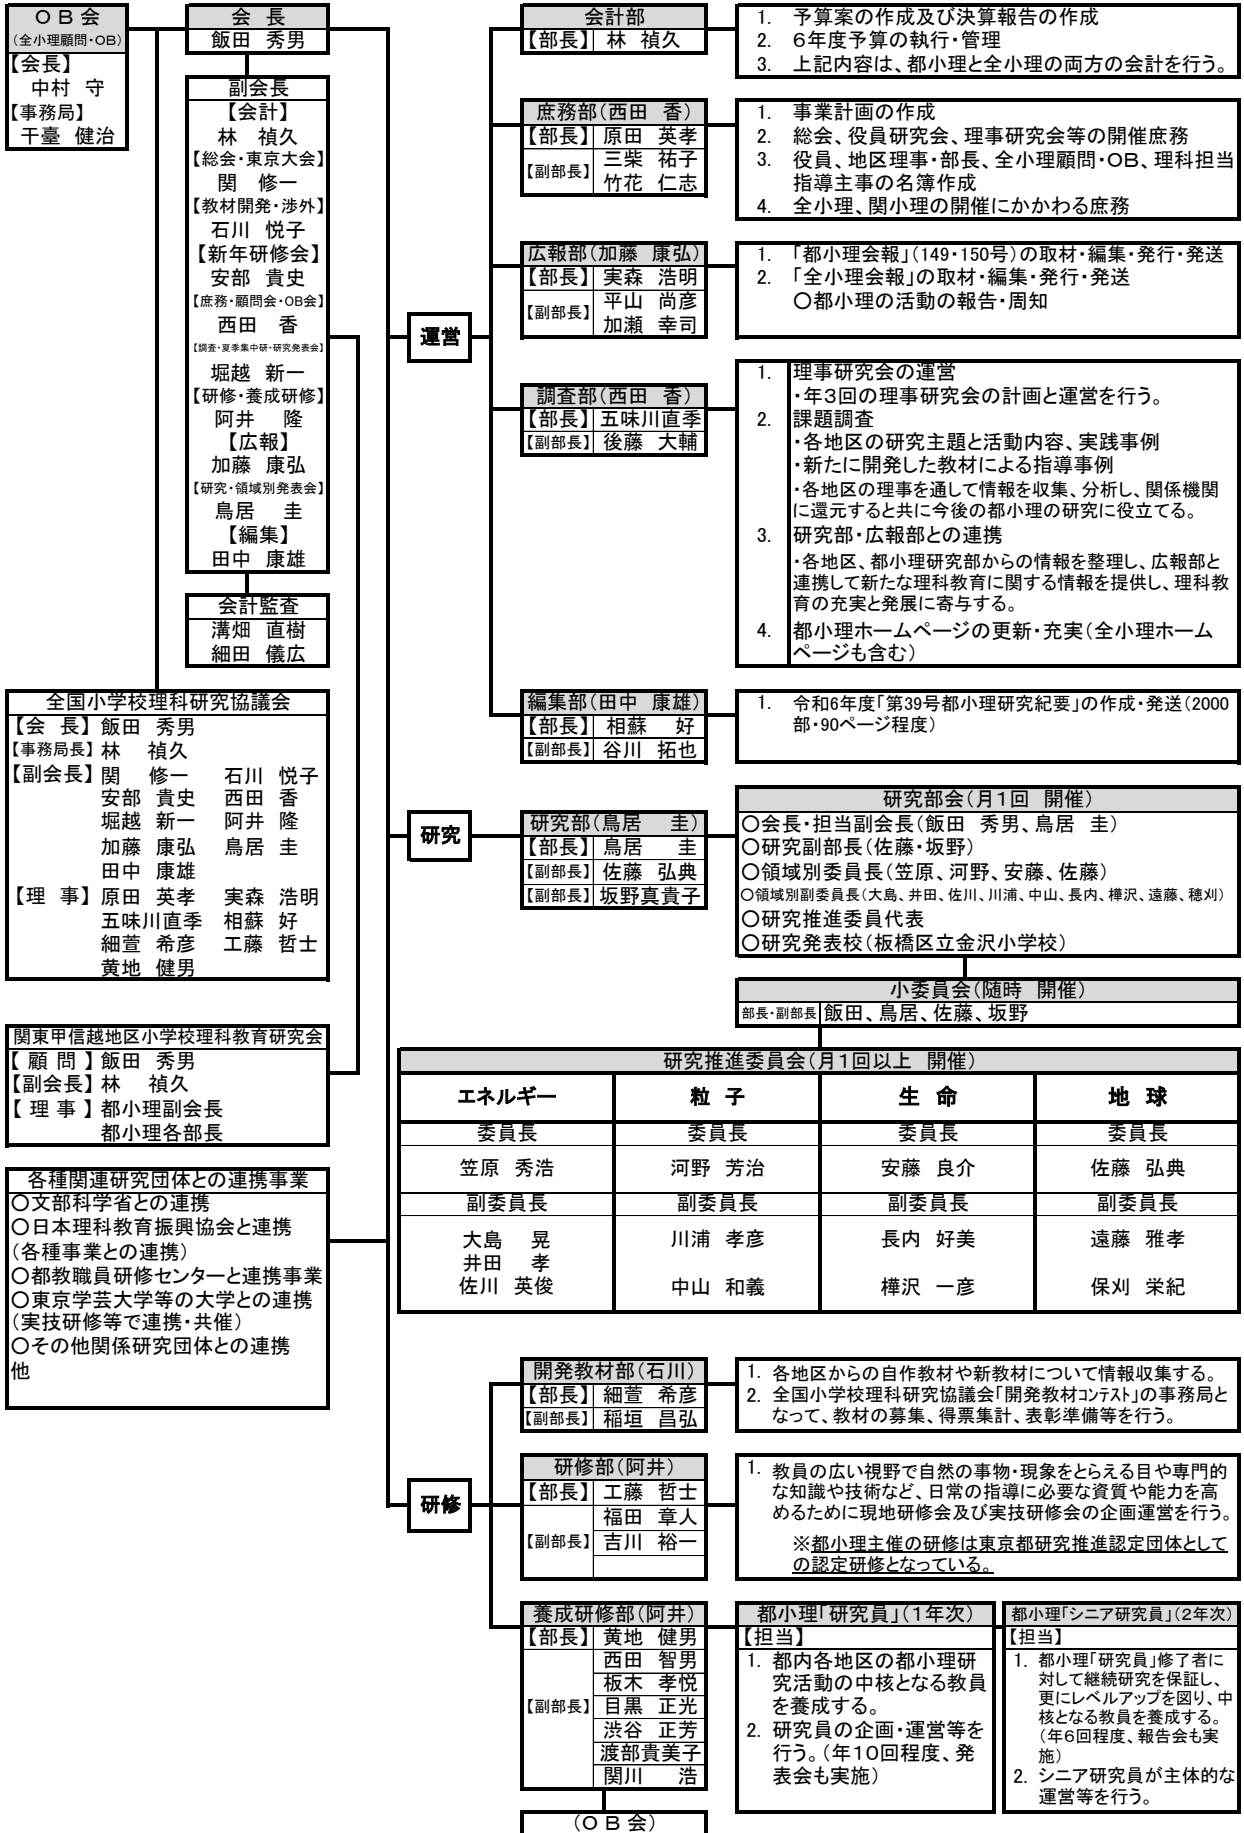 ＯＢ会
(全小理顧問・OB)
【会長】
中村 守
【事務局】
干臺 健治
会 長
飯田 秀男
副会長
【会計】
林 禎久
【総会・東京大会】
関 修一
【教材開発・渉外】
石川 悦子
【新年研修会】
安部 貴史
【庶務・顧問会・OB会】
西田 香
【調査・夏季集中研・研究発表会】
堀越 新一
【研修・養成研修】
阿井 隆
【広報】
加藤 康弘
【研究・領域別発表会】
鳥居 圭
【編集】
田中 康雄
会計監査
溝畑 直樹
細田 儀広
全国小学校理科研究協議会
【会 長】飯田 秀男
【事務局長】林 禎久
【副会長】関 修一 石川 悦子
安部 貴史 西田 香
堀越 新一 阿井 隆
加藤 康弘 鳥居 圭
田中 康雄
【理 事】原田 英孝 実森 浩明
五味川直季 相蘇 好
細萱 希彦 工藤 哲士
黄地 健男
関東甲信越地区小学校理科教育研究会
【 顧 問 】飯田 秀男
【副会長】林 禎久
【 理 事 】都小理副会長
都小理各部長
各種関連研究団体との連携事業
○文部科学省との連携
○日本理科教育振興協会と連携
(各種事業との連携)
○都教職員研修センターと連携事業
○東京学芸大学等の大学との連携
(実技研修等で連携・共催)
○その他関係研究団体との連携
他
運営
会計部
【部長】 林 禎久
1. 予算案の作成及び決算報告の作成
2. ６年度予算の執行・管理
3. 上記内容は、都小理と全小理の両方の会計を行う。
庶務部(西田 香)
【部長】 原田 英孝
【副部長】 三柴 祐子
竹花 仁志
1. 事業計画の作成
2. 総会、役員研究会、理事研究会等の開催庶務
3. 役員、地区理事・部長、全小理顧問・ＯＢ、理科担当
指導主事の名簿作成
4. 全小理、関小理の開催にかかわる庶務
広報部(加藤 康弘)
【部長】 実森 浩明
【副部長】 平山 尚彦
加瀬 幸司
1. 「都小理会報」(149・150号)の取材・編集・発行・発送
2. 「全小理会報」の取材・編集・発行・発送
○都小理の活動の報告・周知
調査部(西田 香)
【部長】 五味川直季
【副部長】 後藤 大輔
1. 理事研究会の運営
・年３回の理事研究会の計画と運営を行う。
2. 課題調査
・各地区の研究主題と活動内容、実践事例
・新たに開発した教材による指導事例
・各地区の理事を通して情報を収集、分析し、関係機関
に還元すると共に今後の都小理の研究に役立てる。
3. 研究部・広報部との連携
・各地区、都小理研究部からの情報を整理し、広報部と
連携して新たな理科教育に関する情報を提供し、理科教
育の充実と発展に寄与する。
4. 都小理ホームページの更新・充実(全小理ホーム
ページも含む)
編集部(田中 康雄)
【部長】 相蘇 好
【副部長】 谷川 拓也
1. 令和6年度「第39号都小理研究紀要」の作成・発送(2000
部・90ページ程度)
研究
研究部(鳥居 圭)
【部長】 鳥居 圭
【副部長】 佐藤 弘典
【副部長】 坂野真貴子
研究部会(月１回 開催)
○会長・担当副会長(飯田 秀男、鳥居 圭)
○研究副部長(佐藤・坂野)
○領域別委員長(笠原、河野、安藤、佐藤)
○領域別副委員長(大島、井田、佐川、川浦、中山、長内、樺沢、遠藤、穂刈)
○研究推進委員代表
○研究発表校(板橋区立金沢小学校)
小委員会(随時 開催)
部長・副部長 飯田、鳥居、佐藤、坂野
研究推進委員会(月１回以上 開催)
エネルギー 粒 子 生 命 地 球
委員長 委員長 委員長 委員長
笠原 秀浩 河野 芳治 安藤 良介 佐藤 弘典
副委員長 副委員長 副委員長 副委員長
大島 晃 川浦 孝彦 長内 好美 遠藤 雅孝
井田 孝
佐川 英俊 中山 和義 樺沢 一彦 保刈 栄紀
研修
開発教材部(石川)
【部長】 細萱 希彦
【副部長】 稲垣 昌弘
1. 各地区からの自作教材や新教材について情報収集する。
2. 全国小学校理科研究協議会「開発教材コンテスト」の事務局と
なって、教材の募集、得票集計、表彰準備等を行う。
研修部(阿井)
【部長】 工藤 哲士
福田 章人
【副部長】 吉川 裕一
1. 教員の広い視野で自然の事物・現象をとらえる目や専門的
な知識や技術など、日常の指導に必要な資質や能力を高
めるために現地研修会及び実技研修会の企画運営を行う。
※都小理主催の研修は東京都研究推進認定団体として
の認定研修となっている。
養成研修部(阿井)
【部長】 黄地 健男
西田 智男
板木 孝悦
【副部長】 目黒 正光
渋谷 正芳
渡部貴美子
関川 浩
(ＯＢ会)
都小理「研究員」(１年次)
【担当】
1. 都内各地区の都小理研
究活動の中核となる教員
を養成する。
2. 研究員の企画・運営等を
行う。(年１０回程度、発
表会も実施)
都小理「シニア研究員」(２年次)
【担当】
1. 都小理「研究員」修了者に
対して継続研究を保証し、
更にレベルアップを図り、中
核となる教員を養成する。
(年６回程度、報告会も実
施)
2. シニア研究員が主体的な
運営等を行う。